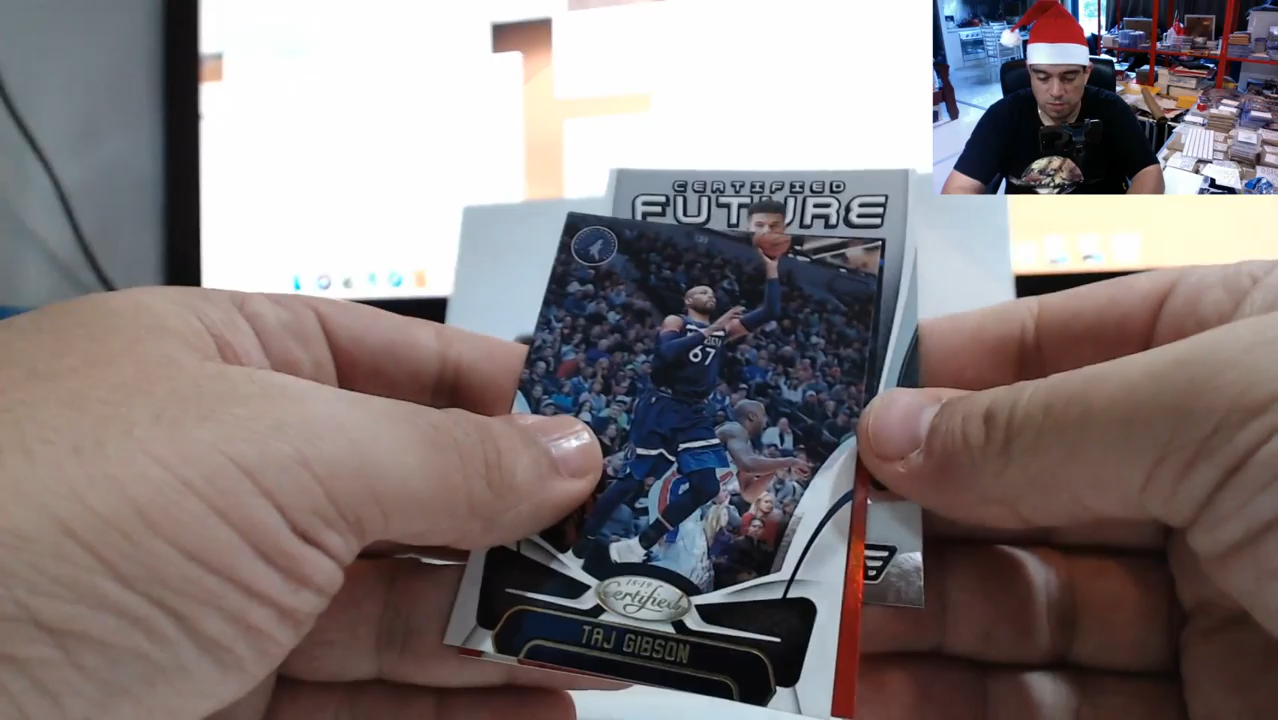 CERTIFIED
FUTURE
67
18-19
Certified
TAJ GIBSON